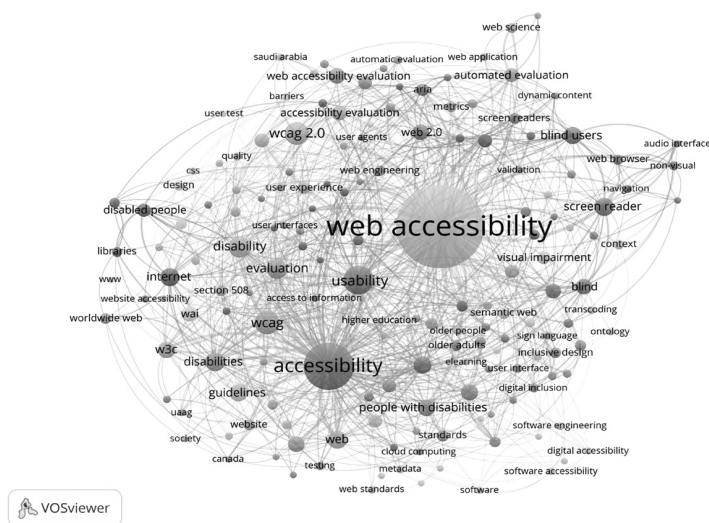 web science
saudi arabia
automatic evaluation
web application
web accessibility evaluation
aria
automated evaluation
barriers
dynamic content
user test
accessibility evaluation
metrics
screen readers
wcag 2.0
user agents
web 2.0
blind users
audio interface
quality
web browser
css
web engineering
validation
non-visual
design
user experience
navigation
disabled people
screen reader
user interfaces
web accessibility
libraries
disability
context
visual impairment
www
internet
evaluation
usability
section 508
blind
website accessibility
access to information
transcoding
worldwide web
wai
wcag
higher education
semantic web
older people
sign language
ontology
w3c
older adults
inclusive design
disabilities
accessibility
elearning
user interface
guidelines
digital inclusion
uaag
people with disabilities
website
software engineering
society
web
standards
canada
cloud computing
digital accessibility
testing
metadata
software accessibility
web standards
software
VOSviewer